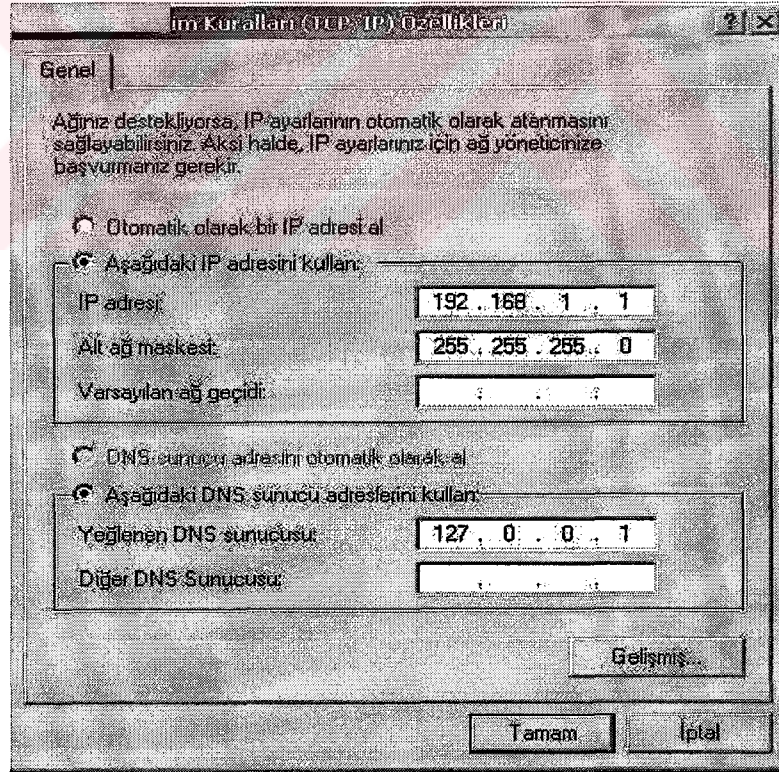 im Kuralları (TCP/IP) Özellikleri
Genel
Ağınız destekliyorsa, IP ayarlarının otomatik olarak atanmasını
sağlayabilirsiniz. Aksi halde, IP ayarlarınız için ağ yöneticinize
başvurmanız gerekir.
Otomatik olarak bir IP adresi al
Aşağıdaki IP adresini kullan:
IP adresi: 192 . 168 . 1 . 1
Alt ağ maskesi: 255 . 255 . 255 . 0
Varsayılan ağ geçidi: . . .
DNS sunucu adresini otomatik olarak al
Aşağıdaki DNS sunucu adreslerini kullan:
Yeğlenen DNS sunucusu: 127 . 0 . 0 . 1
Diğer DNS Sunucusu: . . .
Gelişmiş...
Tamam İptal